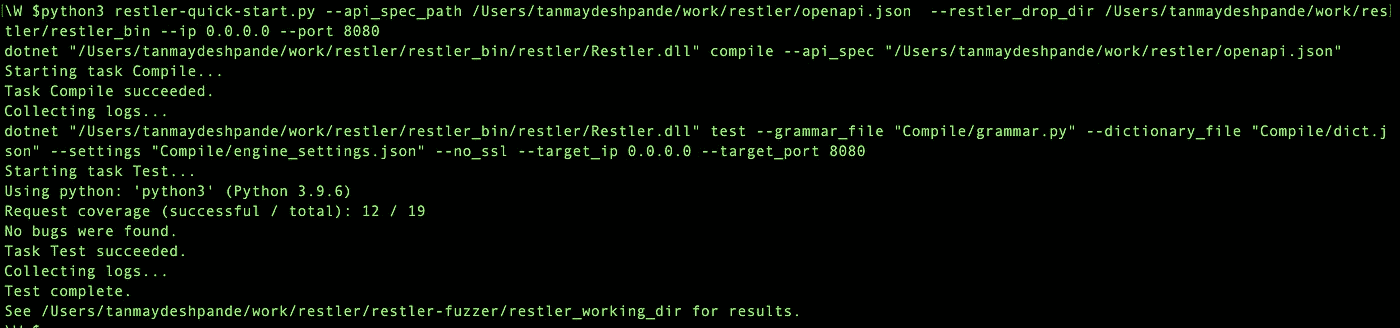 \W $python3 restler-quick-start.py --api_spec_path /Users/tanmaydeshpande/work/restler/openapi.json  --restler_drop_dir /Users/tanmaydeshpande/work/res
tler/restler_bin --ip 0.0.0.0 --port 8080
dotnet "/Users/tanmaydeshpande/work/restler/restler_bin/restler/Restler.dll" compile --api_spec "/Users/tanmaydeshpande/work/restler/openapi.json"
Starting task Compile...
Task Compile succeeded.
Collecting logs...
dotnet "/Users/tanmaydeshpande/work/restler/restler_bin/restler/Restler.dll" test --grammar_file "Compile/grammar.py" --dictionary_file "Compile/dict.j
son" --settings "Compile/engine_settings.json" --no_ssl --target_ip 0.0.0.0 --target_port 8080
Starting task Test...
Using python: 'python3' (Python 3.9.6)
Request coverage (successful / total): 12 / 19
No bugs were found.
Task Test succeeded.
Collecting logs...
Test complete.
See /Users/tanmaydeshpande/work/restler/restler-fuzzer/restler_working_dir for results.
\W $